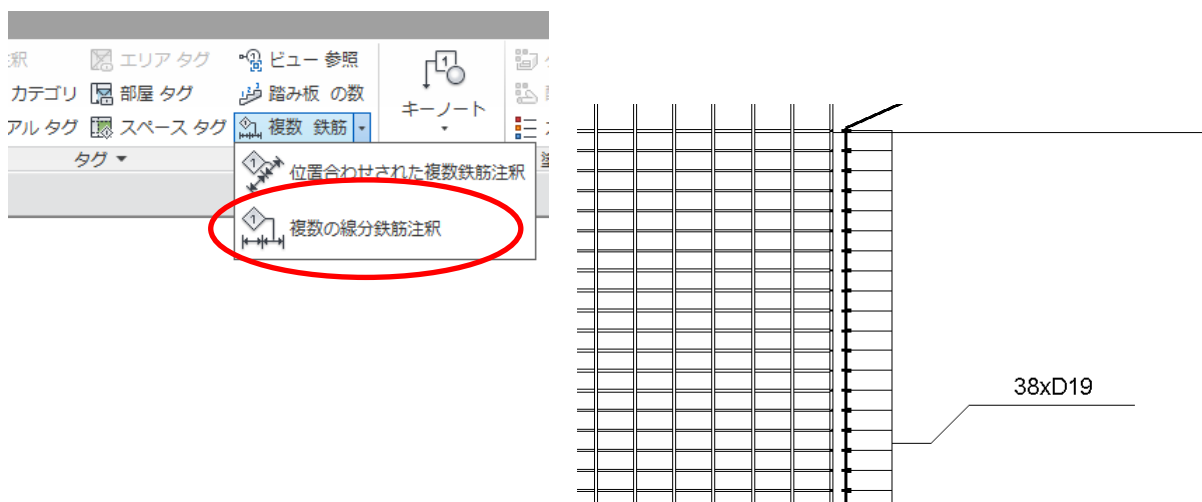 エリア タグ
ビュー 参照
カテゴリ
部屋 タグ
踏み板 の数
キーノート
アル タグ
スペース タグ
複数 鉄筋
タグ
位置合わせされた複数鉄筋注釈
複数の線分鉄筋注釈
38xD19